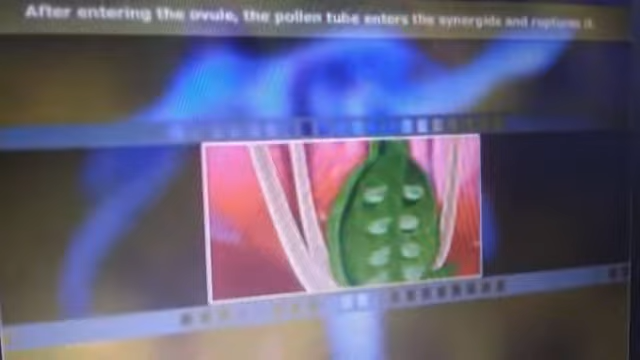 After entering the ovule, the pollen tube enters the synergids and ruptures it.